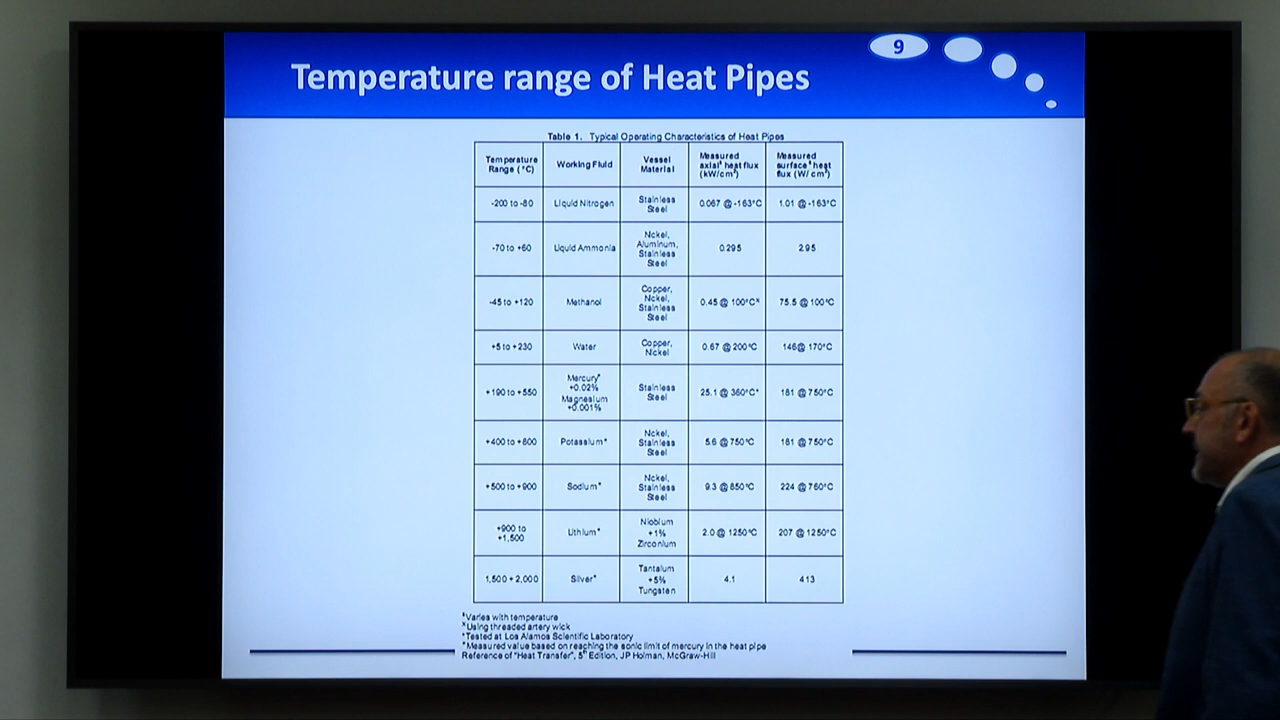 9
Temperature range of Heat Pipes
Table 1. Typical Operating Characteristics of Heat Pipes
Temperature Range (°C) Working Fluid Vessel Material Measured axial‡ heat flux (kW/cm²) Measured surface‡ heat flux (W/cm²)
-200 to -80 Liquid Nitrogen Stainless Steel 0.067 @ -163°C 1.01 @ -163°C
-70 to +60 Liquid Ammonia Nickel, Aluminum, Stainless Steel 0.295 2.95
-45 to +120 Methanol Copper, Nickel, Stainless Steel 0.45 @ 100°Cx 75.5 @ 100°C
+5 to +230 Water Copper, Nickel 0.67 @ 200°C 146@ 170°C
+190 to +550 Mercury* +0.02% Magnesium +0.001% Stainless Steel 25.1 @ 360°C* 181 @ 750°C
+400 to +800 Potassium* Nickel, Stainless Steel 5.6 @ 750°C 181 @ 750°C
+500 to +900 Sodium* Nickel, Stainless Steel 9.3 @ 850°C 224 @ 760°C
+900 to +1,500 Lithium* Niobium +1% Zirconium 2.0 @ 1250°C 207 @ 1250°C
1,500 + 2,000 Silver* Tantalum +5% Tungsten 4.1 413
‡Varies with temperature
xUsing threaded artery wick
*Tested at Los Alamos Scientific Laboratory
*Measured value based on reaching the sonic limit of mercury in the heat pipe
Reference of "Heat Transfer", 5th Edition, JP Holman, McGraw-Hill